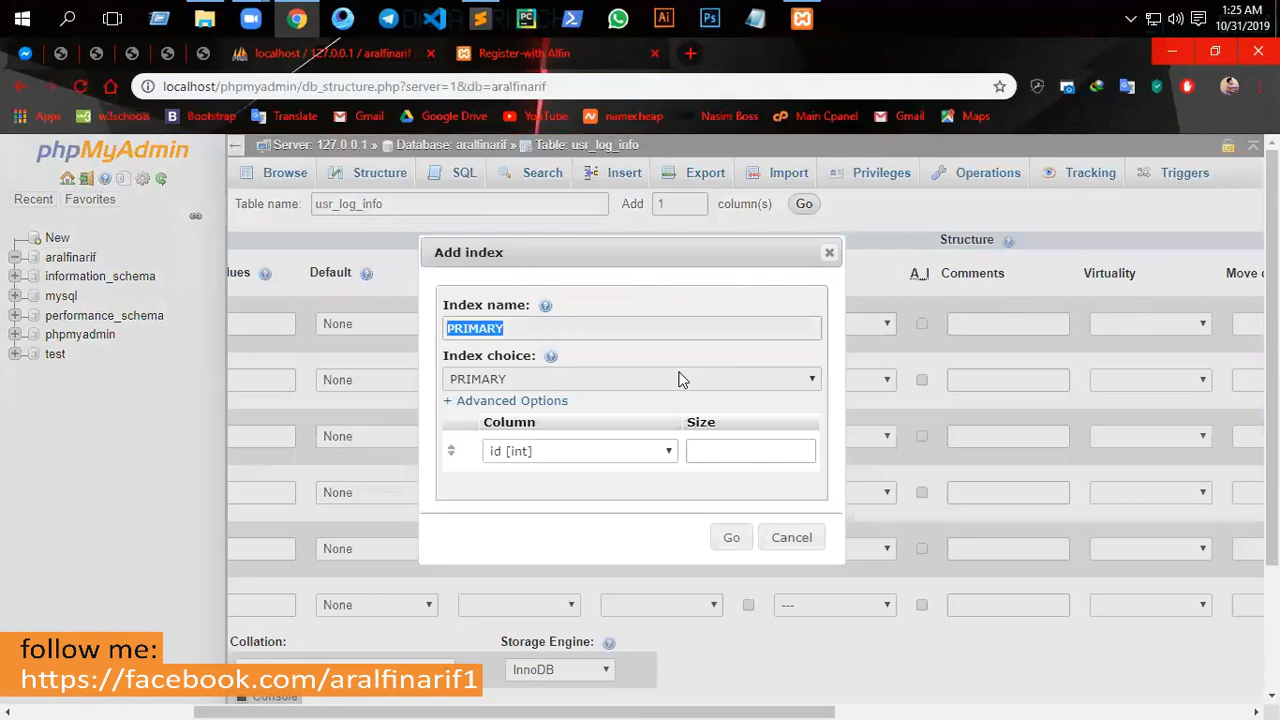 1:25 AM
10/31/2019
localhost / 127.0.0.1 / aralfinarif
Register-with Alfin
localhost/phpmyadmin/db_structure.php?server=1&db=aralfinarif
Apps
w3schools
Bootstrap
Translate
Gmail
Google Drive
YouTube
namecheap
Nasim Boss
Main Cpanel
Gmail
Maps
phpMyAdmin
Server: 127.0.0.1 » Database: aralfinarif » Table: usr_log_info
Browse
Structure
SQL
Search
Insert
Export
Import
Privileges
Operations
Tracking
Triggers
Recent
Favorites
Table name:
usr_log_info
Add
1
column(s)
Go
New
aralfinarif
information_schema
mysql
performance_schema
phpmyadmin
test
Structure
ues
Default
A_I
Comments
Virtuality
Move c
None
None
None
None
None
None
---
Add index
Index name:
PRIMARY
Index choice:
PRIMARY
+ Advanced Options
Column
Size
id [int]
Go
Cancel
Collation:
Storage Engine:
InnoDB
Console
follow me:
https://facebook.com/aralfinarif1